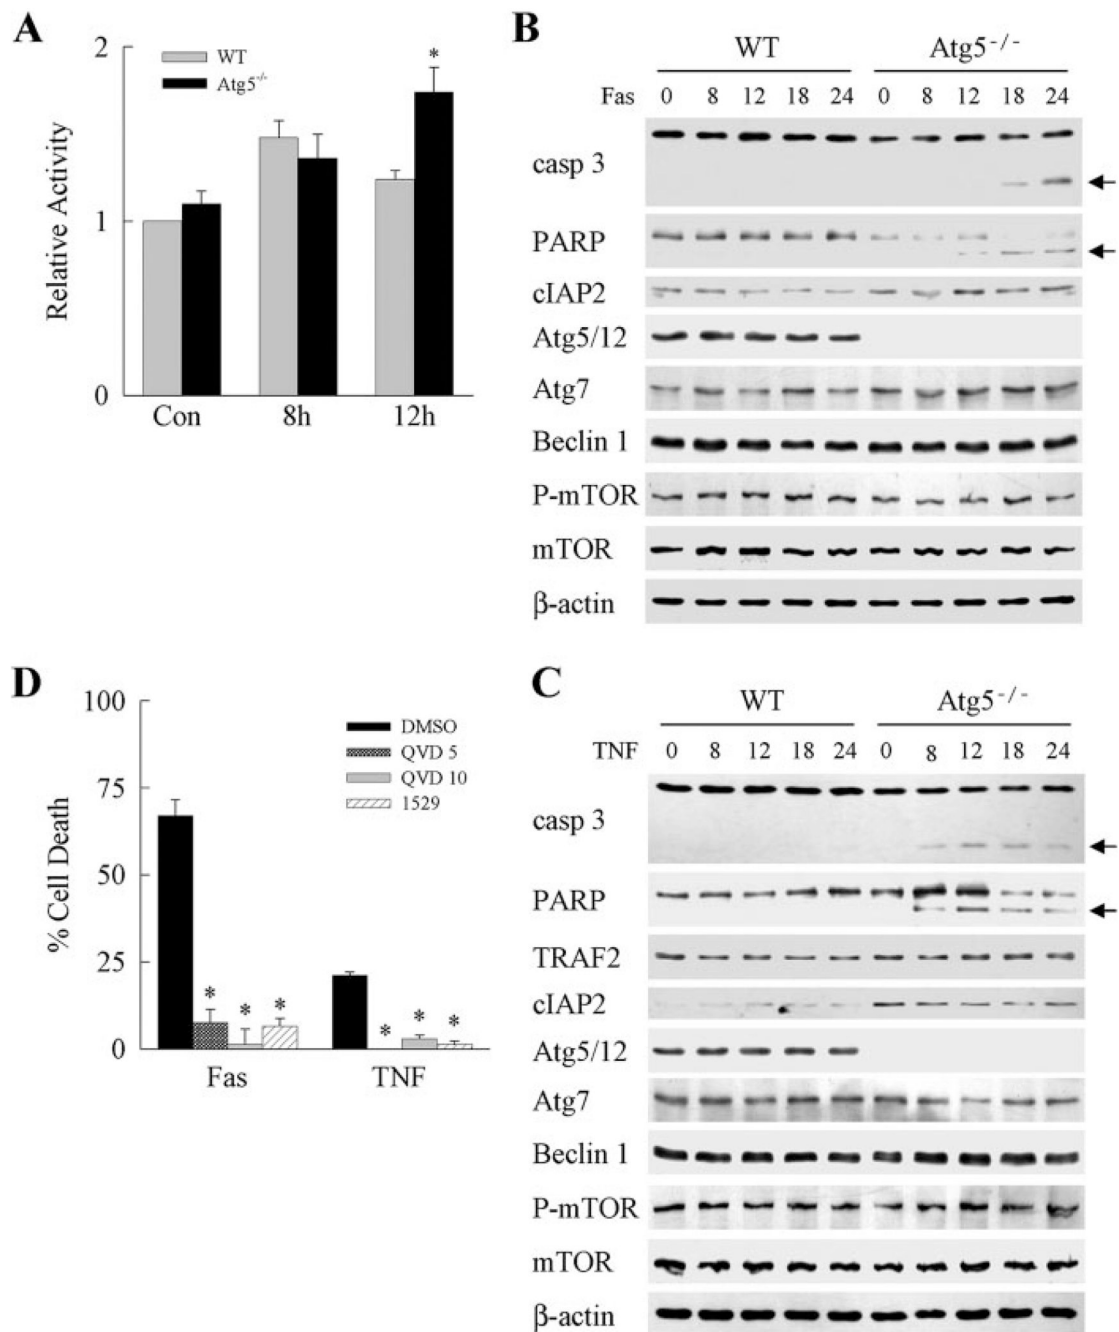 A
2
WT
Atg5-/-
*
1
0
Relative Activity
Con 8h 12h
B
WT Atg5-/-
Fas 0 8 12 18 24 0 8 12 18 24
casp 3
PARP
cIAP2
Atg5/12
Atg7
Beclin 1
P-mTOR
mTOR
β-actin
D
100
75
50
25
0
% Cell Death
DMSO
QVD 5
QVD 10
1529
* * * * * *
Fas TNF
C
WT Atg5-/-
TNF 0 8 12 18 24 0 8 12 18 24
casp 3
PARP
TRAF2
cIAP2
Atg5/12
Atg7
Beclin 1
P-mTOR
mTOR
β-actin